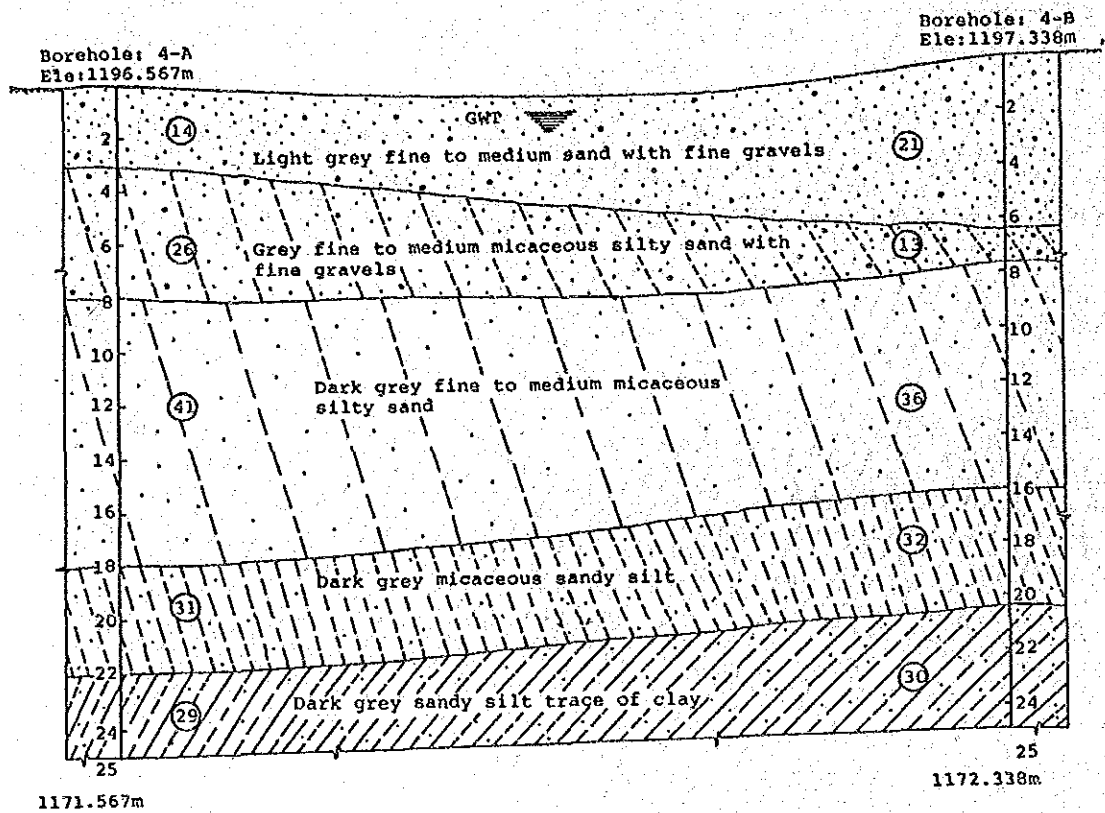 Borehole: 4-B
Ele:1197.338m
Borehole: 4-A
Ele:1196.567m
GWT
2
14
21
2
Light grey fine to medium sand with fine gravels
4
4
6
26
Grey fine to medium micaceous silty sand with
fine gravels
13
6
8
8
10
10
Dark grey fine to medium micaceous
silty sand
12
41
36
12
14
14
16
16
18
32
18
Dark grey micaceous sandy silt
31
20
20
22
22
30
Dark grey sandy silt trace of clay
29
24
24
25
25
1171.567m
1172.338m